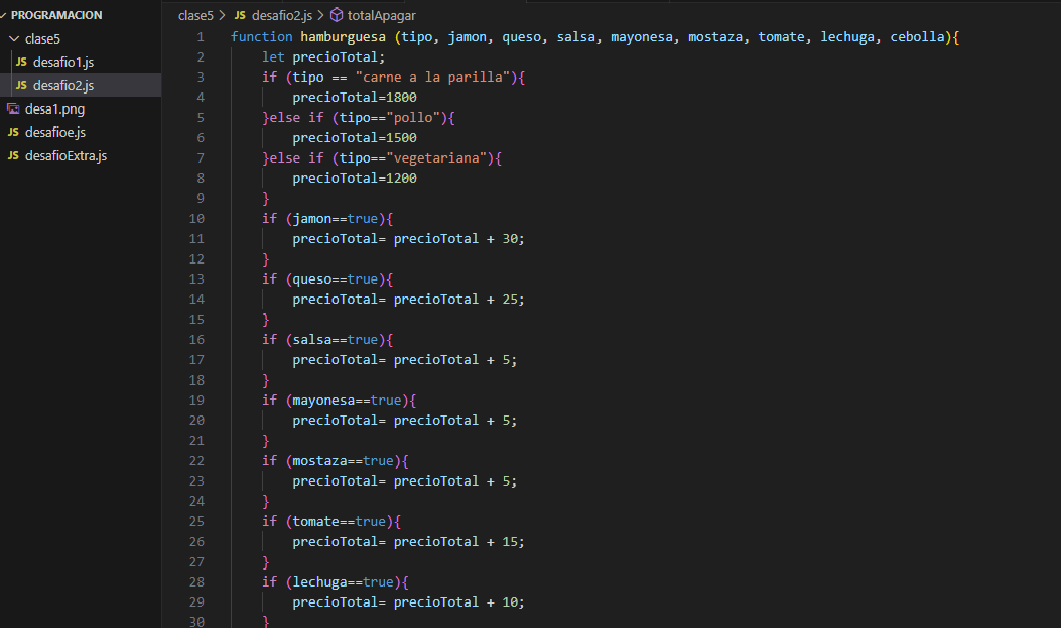 PROGRAMACION
clase5
JS desafio1.js
JS desafio2.js
desa1.png
JS desafioe.js
JS desafioExtra.js
clase5 > JS desafio2.js > totalApagar
1 function hamburguesa (tipo, jamon, queso, salsa, mayonesa, mostaza, tomate, lechuga, cebolla){
2 let precioTotal;
3 if (tipo == "carne a la parilla"){
4 precioTotal=1800
5 }else if (tipo=="pollo"){
6 precioTotal=1500
7 }else if (tipo=="vegetariana"){
8 precioTotal=1200
9 }
10 if (jamon==true){
11 precioTotal= precioTotal + 30;
12 }
13 if (queso==true){
14 precioTotal= precioTotal + 25;
15 }
16 if (salsa==true){
17 precioTotal= precioTotal + 5;
18 }
19 if (mayonesa==true){
20 precioTotal= precioTotal + 5;
21 }
22 if (mostaza==true){
23 precioTotal= precioTotal + 5;
24 }
25 if (tomate==true){
26 precioTotal= precioTotal + 15;
27 }
28 if (lechuga==true){
29 precioTotal= precioTotal + 10;
30 }